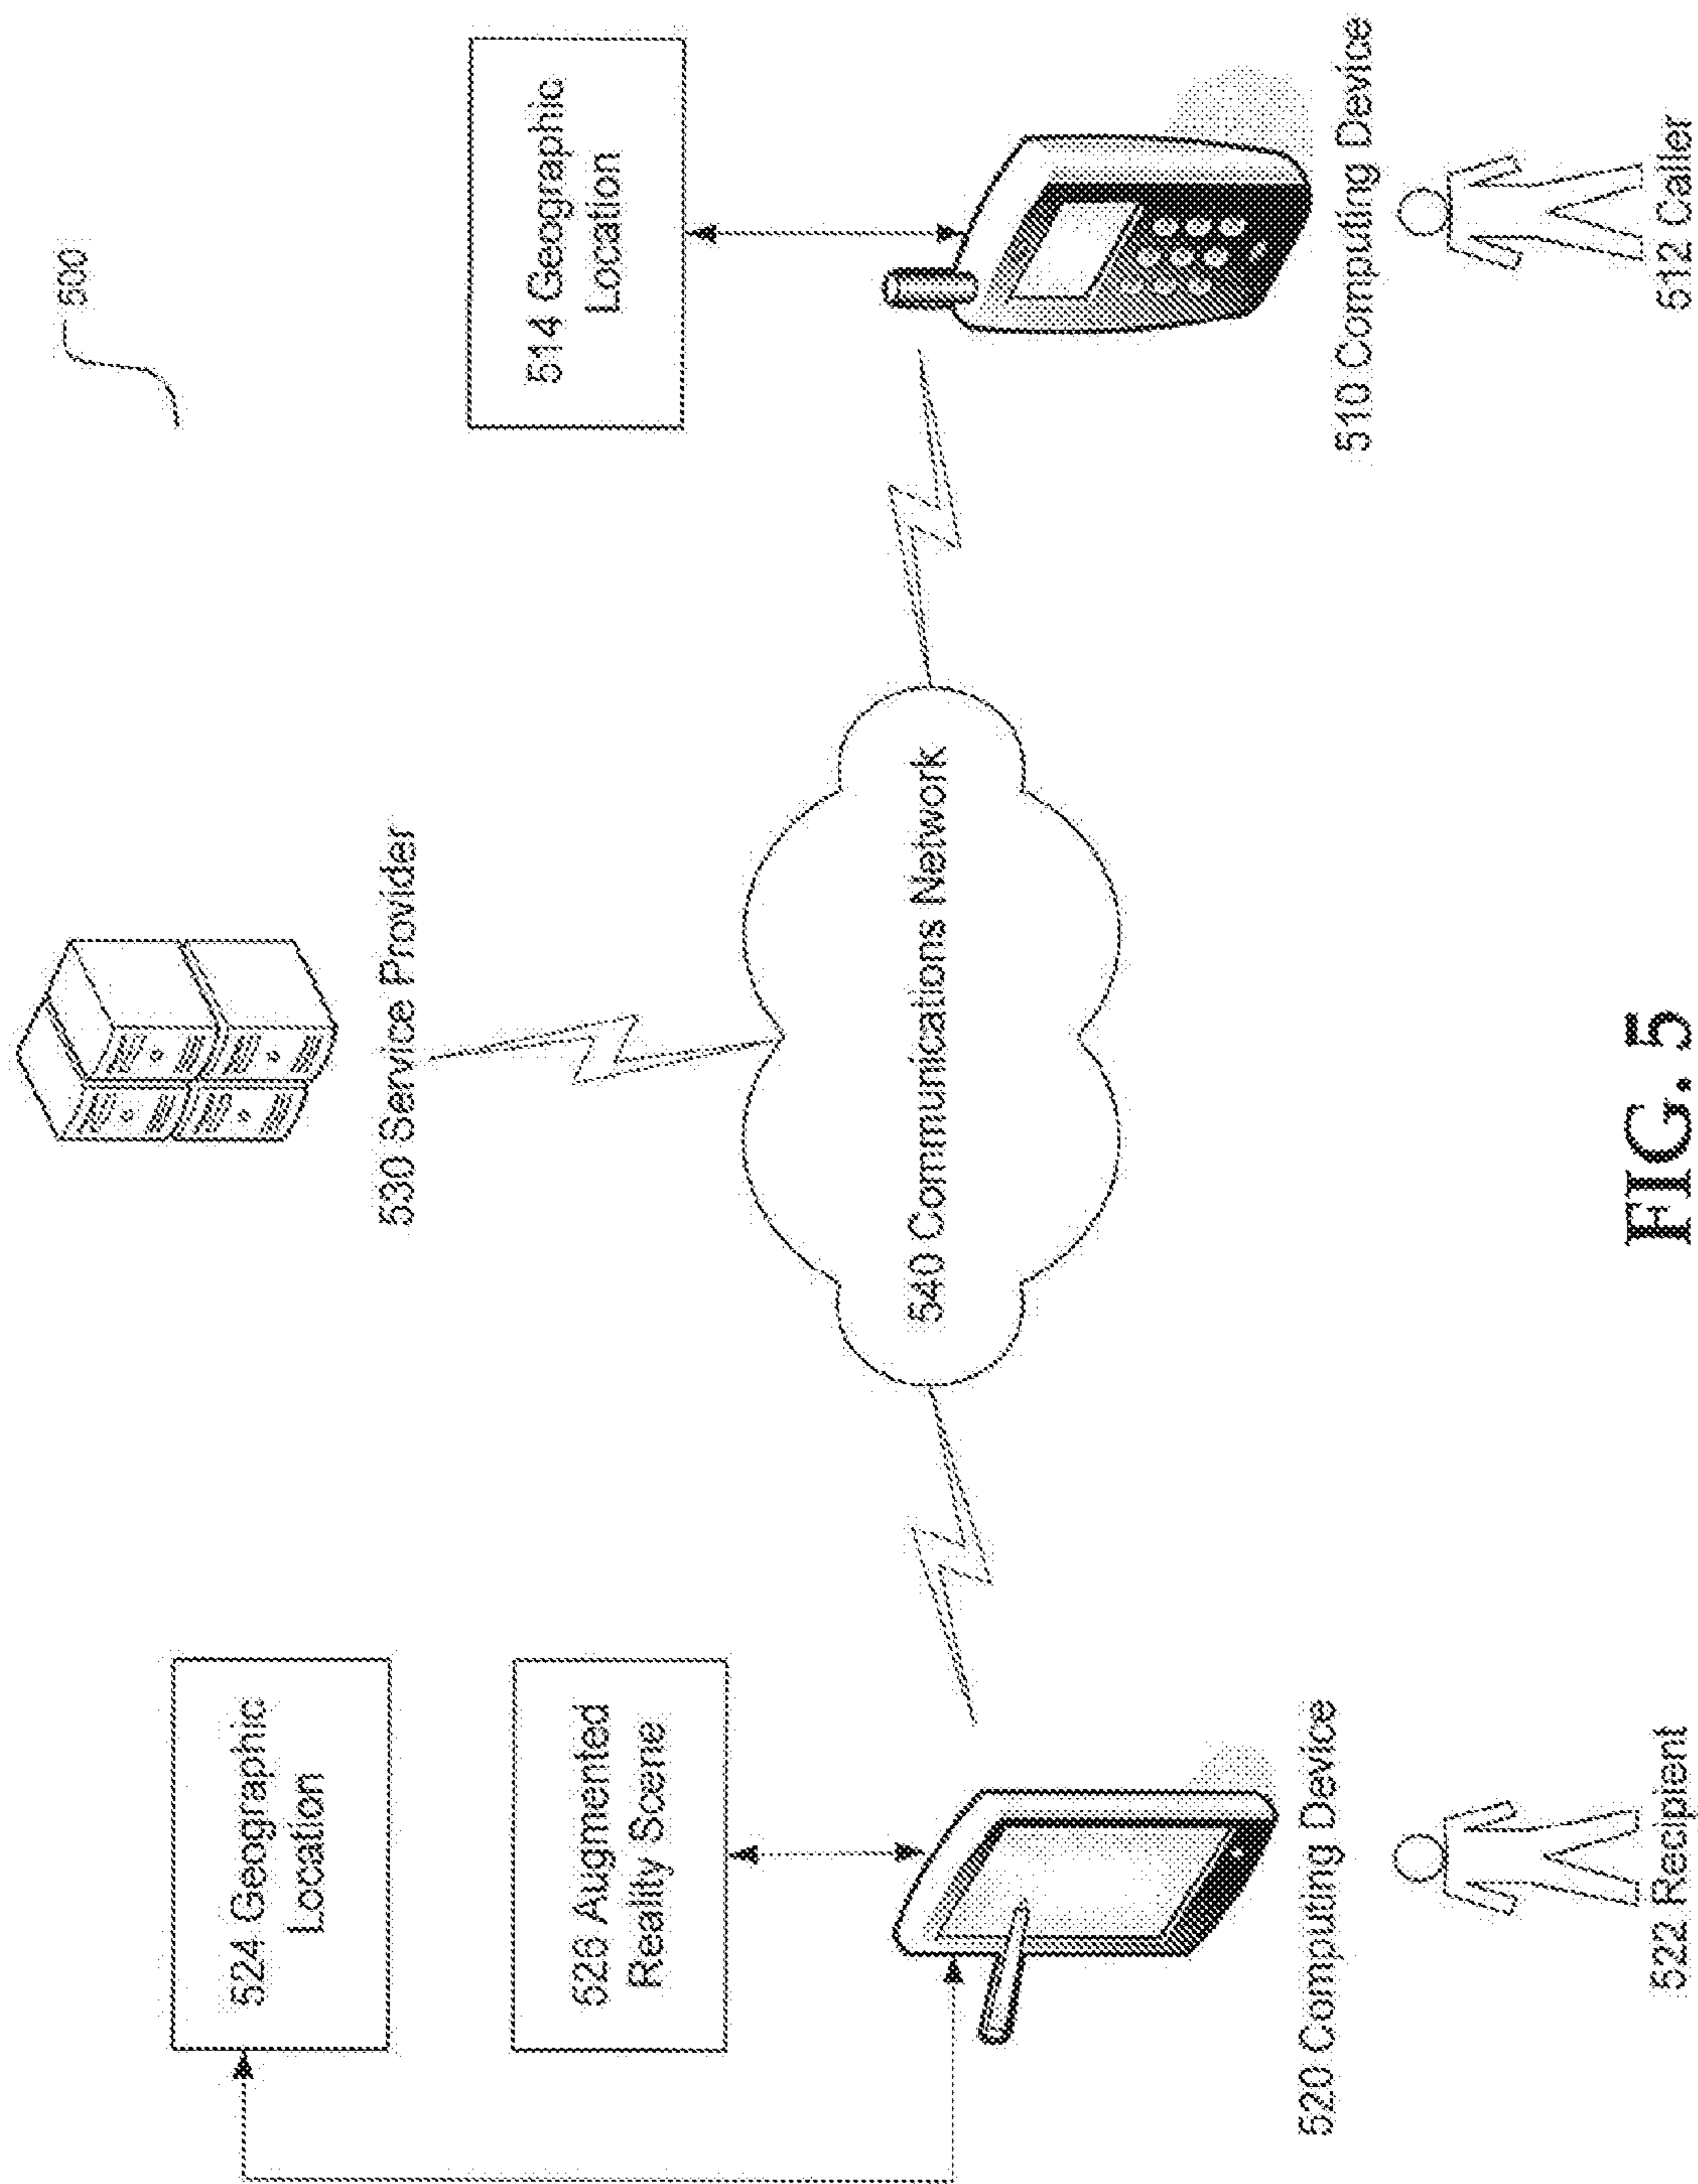 500
530 Service Provider
524 Geographic
Location
514 Geographic
Location
526 Augmented
Reality Scene
540 Communications Network
520 Computing Device
510 Computing Device
522 Recipient
512 Caller
FIG. 5